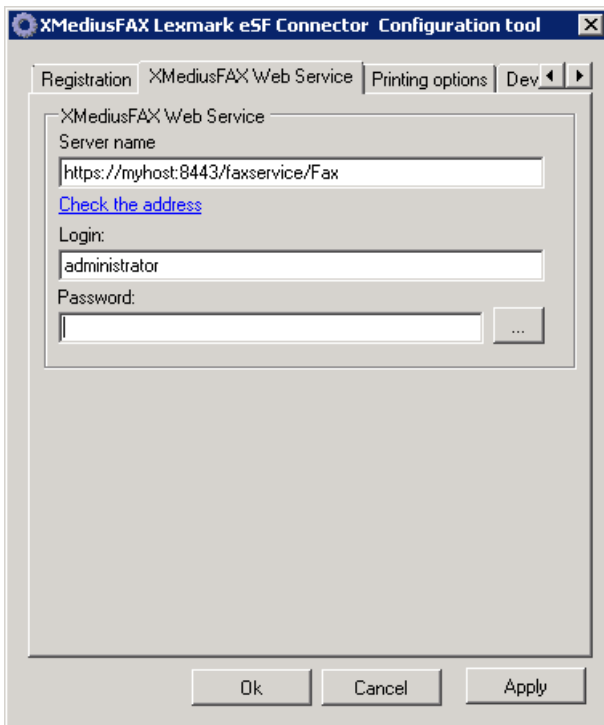 XMediusFAX Lexmark eSF Connector Configuration tool
Registration XMediusFAX Web Service Printing options Dev
XMediusFAX Web Service
Server name
https://myhost:8443/faxservice/Fax
Check the address
Login:
administrator
Password:
...
Ok Cancel Apply